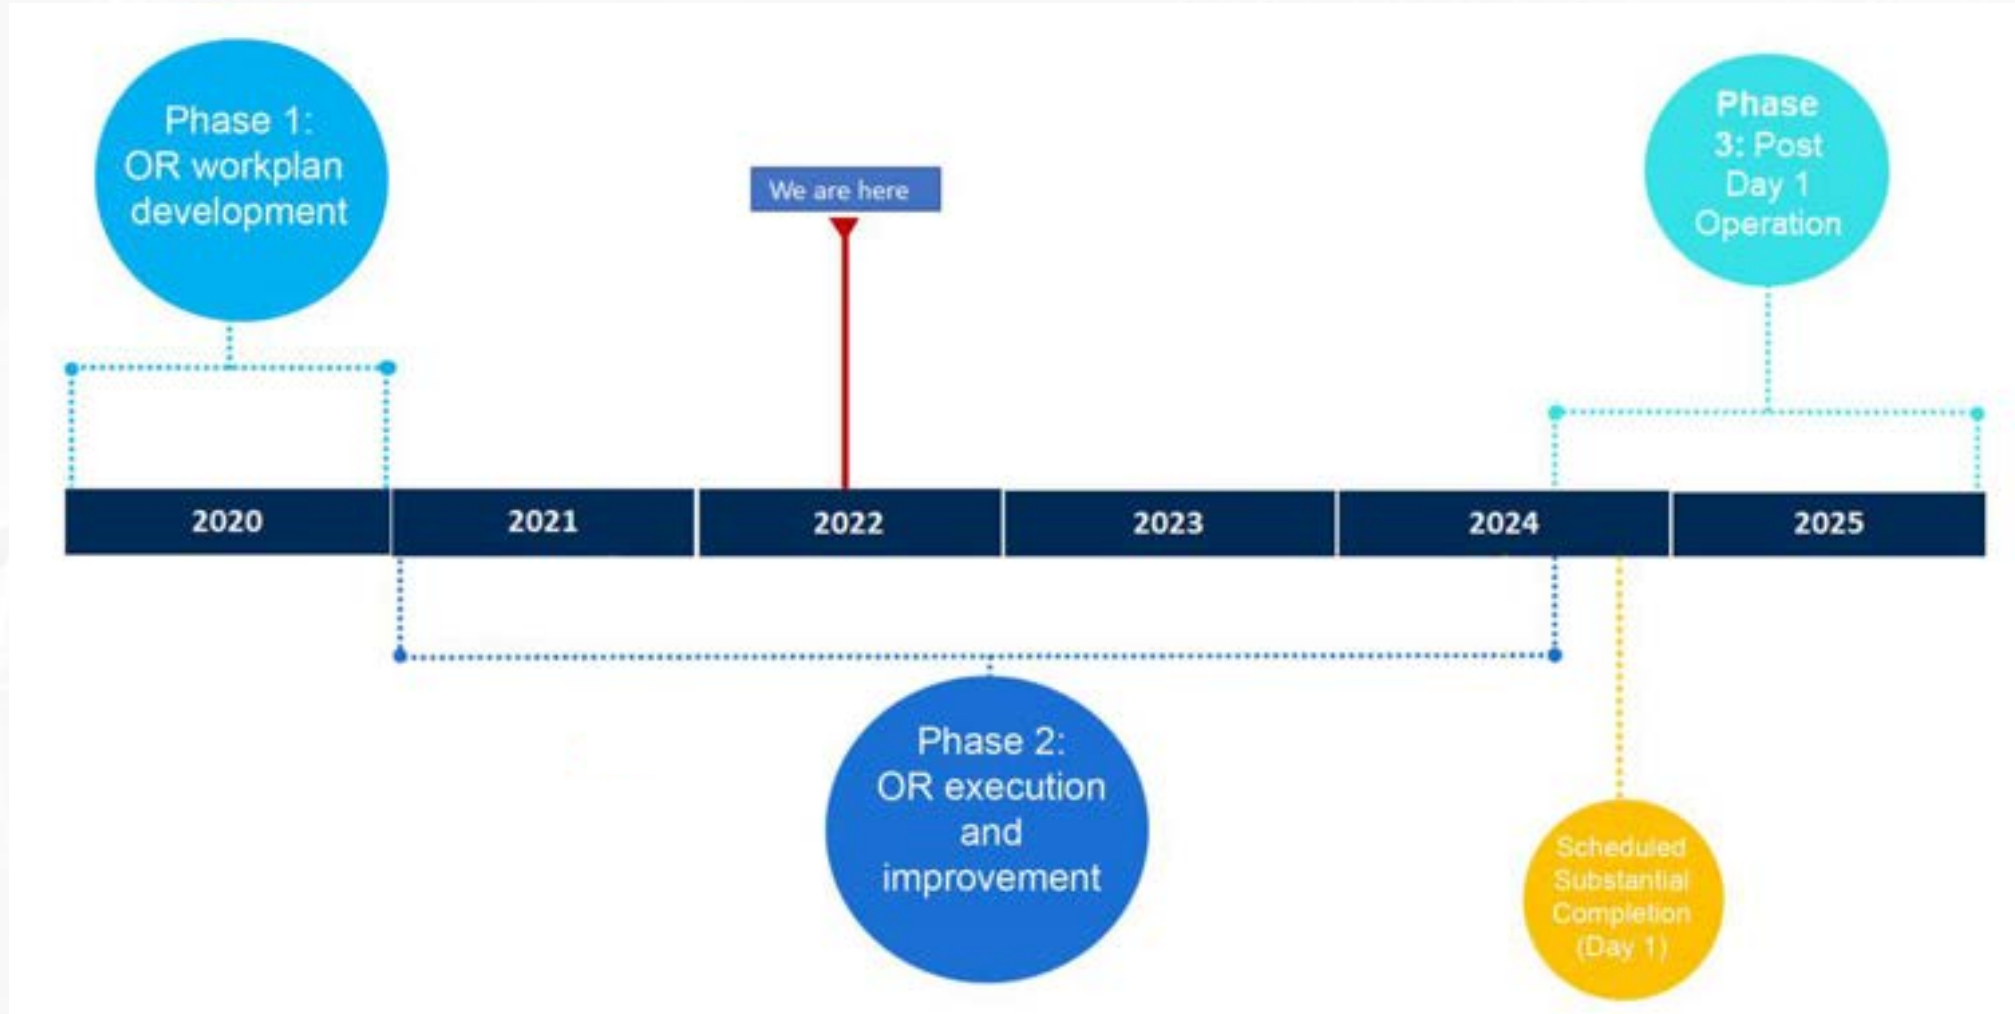 Phase 1:
OR workplan
development
We are here
Phase
3: Post
Day 1
Operation
2020
2021
2022
2023
2024
2025
Phase 2:
OR execution
and
improvement
Scheduled
Substantial
Completion
(Day 1)